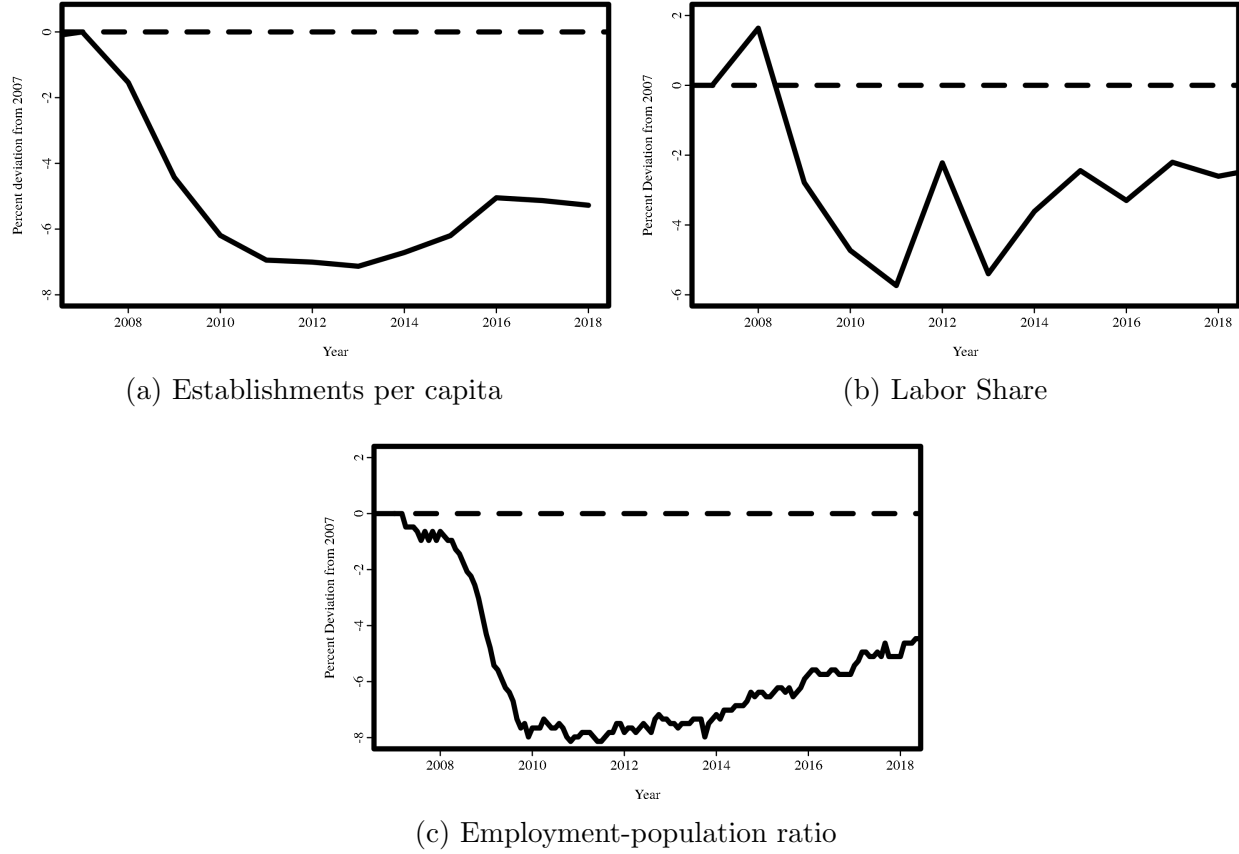 Percent deviation from 2007
0
-2
-4
-6
-8
2008 2010 2012 2014 2016 2018
Year
(a) Establishments per capita
Percent Deviation from 2007
2
0
-2
-4
-6
2008 2010 2012 2014 2016 2018
Year
(b) Labor Share
Percent Deviation from 2007
2
0
-2
-4
-6
-8
2008 2010 2012 2014 2016 2018
Year
(c) Employment-population ratio